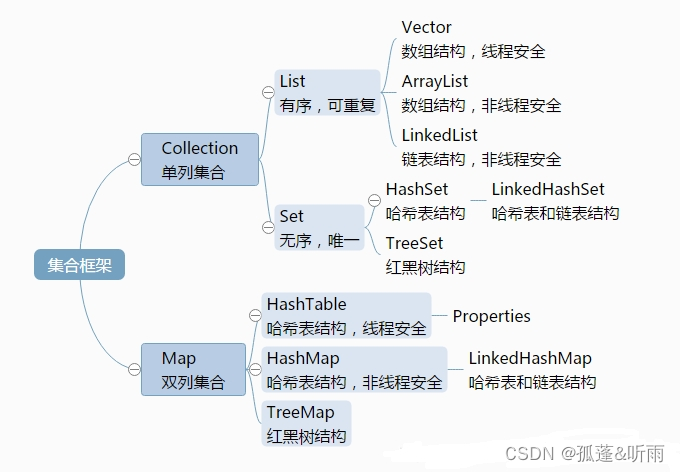 集合框架
Collection
单列集合
List
有序，可重复
Vector
数组结构，线程安全
ArrayList
数组结构，非线程安全
LinkedList
链表结构，非线程安全
Set
无序，唯一
HashSet
哈希表结构
LinkedHashSet
哈希表和链表结构
TreeSet
红黑树结构
Map
双列集合
HashTable
哈希表结构，线程安全
Properties
HashMap
哈希表结构，非线程安全
LinkedHashMap
哈希表和链表结构
TreeMap
红黑树结构
CSDN @孤蓬&听雨